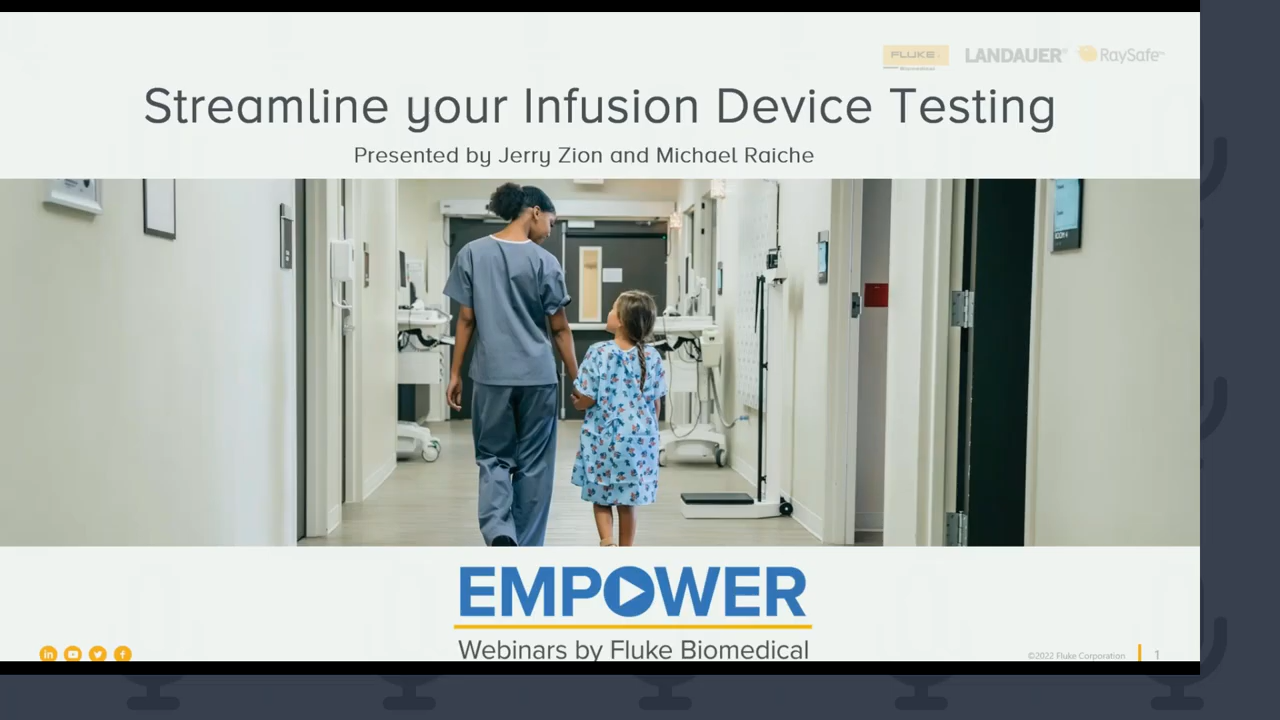 FLUKE
Biomedical
LANDAUER®
RaySafe™
Streamline your Infusion Device Testing
Presented by Jerry Zion and Michael Raiche
EMPOWER
Webinars by Fluke Biomedical
©2022 Fluke Corporation
1